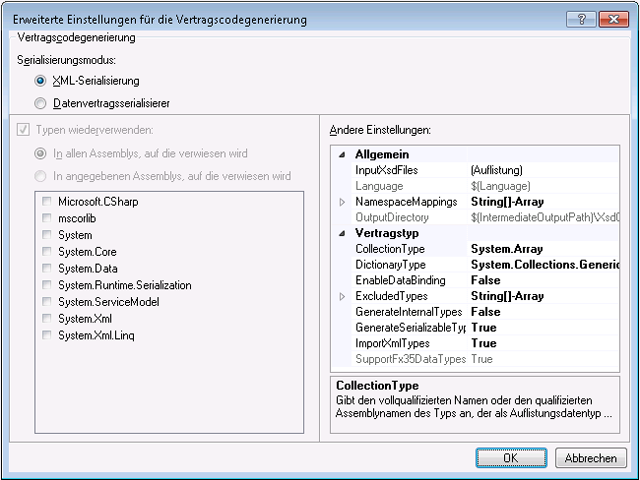 Erweiterte Einstellungen für die Vertragscodegenerierung
Vertragscodegenerierung
Serialisierungsmodus:
XML-Serialisierung
Datenvertragsserialisierer
Typen wiederverwenden:
In allen Assemblys, auf die verwiesen wird
In angegebenen Assemblys, auf die verwiesen wird
Microsoft.CSharp
mscorlib
System
System.Core
System.Data
System.Runtime.Serialization
System.ServiceModel
System.Xml
System.Xml.Linq
Andere Einstellungen:
Allgemein
InputXsdFiles (Auflistung)
Language $(Language)
NamespaceMappings String[]-Array
OutputDirectory $(IntermediateOutputPath)\XsdG
Vertragstyp
CollectionType System.Array
DictionaryType System.Collections.Generic
EnableDataBinding False
ExcludedTypes String[]-Array
GenerateInternalTypes False
GenerateSerializableTyp True
ImportXmlTypes True
SupportFx35DataTypes True
CollectionType
Gibt den vollqualifizierten Namen oder den qualifizierten
Assemblynamen des Typs an, der als Auflistungsdatentyp ...
OK
Abbrechen